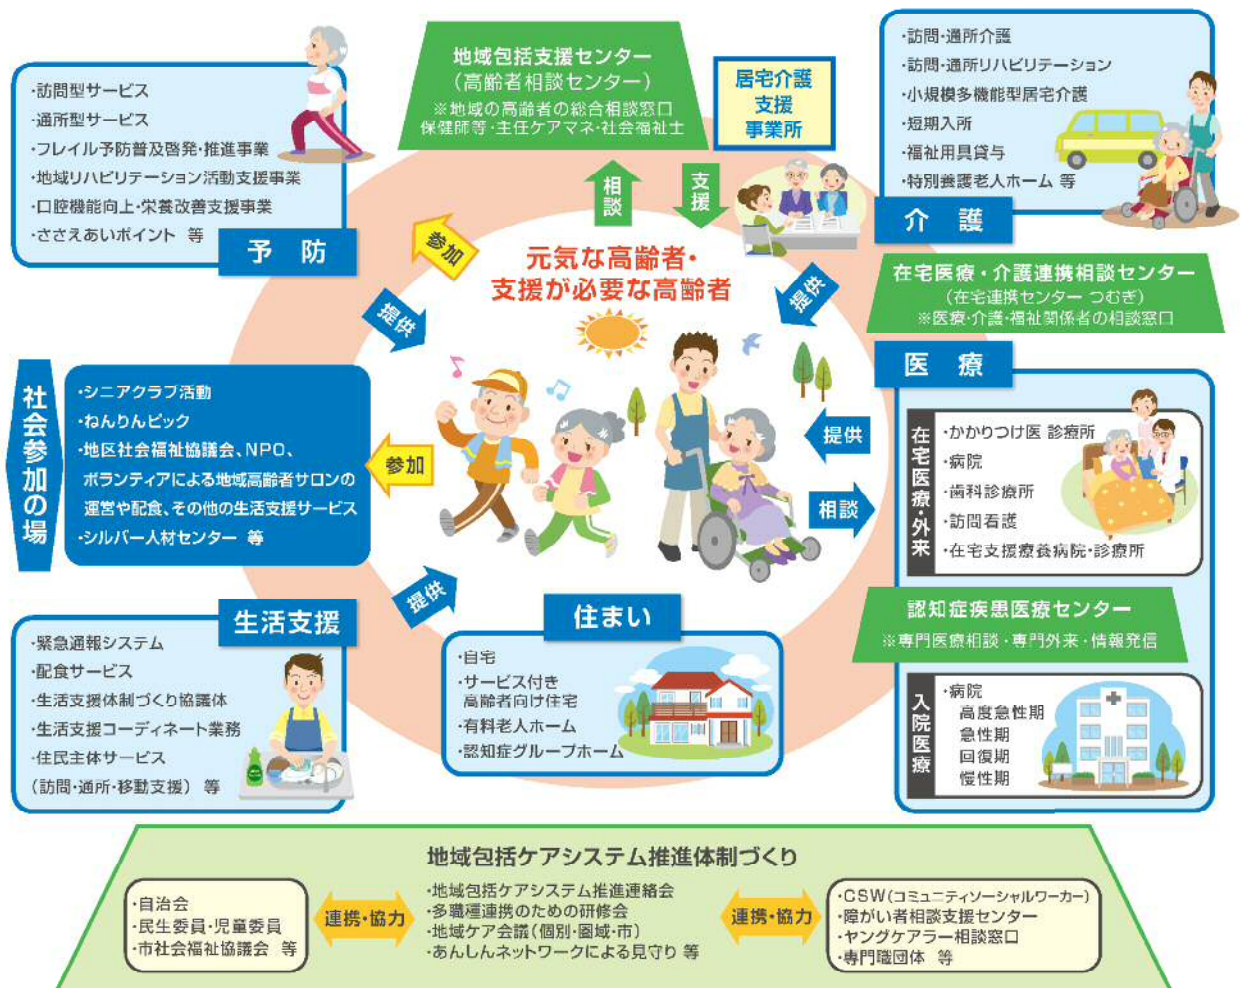 地域包括支援センター
(高齢者相談センター)
※地域の高齢者の総合相談窓口
保健師等・主任ケアマネ・社会福祉士
居宅介護
支援
事業所
・訪問・通所介護
・訪問・通所リハビリテーション
・小規模多機能型居宅介護
・短期入所
・福祉用具貸与
・特別養護老人ホーム 等
介護
・訪問型サービス
・通所型サービス
・フレイル予防普及啓発・推進事業
・地域リハビリテーション活動支援事業
・口腔機能向上・栄養改善支援事業
・ささえあいポイント 等
予防
相談
支援
参加
提供
提供
元気な高齢者・
支援が必要な高齢者
在宅医療・介護連携相談センター
(在宅連携センター つむぎ)
※医療・介護・福祉関係者の相談窓口
社会参加の場
・シニアクラブ活動
・ねんりんピック
・地区社会福祉協議会、NPO、
ボランティアによる地域高齢者サロンの
運営や配食、その他の生活支援サービス
・シルバー人材センター 等
参加
提供
相談
医療
在宅医療・外来
・かかりつけ医 診療所
・病院
・歯科診療所
・訪問看護
・在宅支援療養病院・診療所
認知症疾患医療センター
※専門医療相談・専門外来・情報発信
入院医療
・病院
高度急性期
急性期
回復期
慢性期
提供
生活支援
・緊急通報システム
・配食サービス
・生活支援体制づくり協議体
・生活支援コーディネート業務
・住民主体サービス
(訪問・通所・移動支援) 等
住まい
・自宅
・サービス付き
高齢者向け住宅
・有料老人ホーム
・認知症グループホーム
地域包括ケアシステム推進体制づくり
・自治会
・民生委員・児童委員
・市社会福祉協議会 等
連携・協力
・地域包括ケアシステム推進連絡会
・多職種連携のための研修会
・地域ケア会議(個別・圏域・市)
・あんしんネットワークによる見守り 等
連携・協力
・CSW(コミュニティソーシャルワーカー)
・障がい者相談支援センター
・ヤングケアラー相談窓口
・専門職団体 等